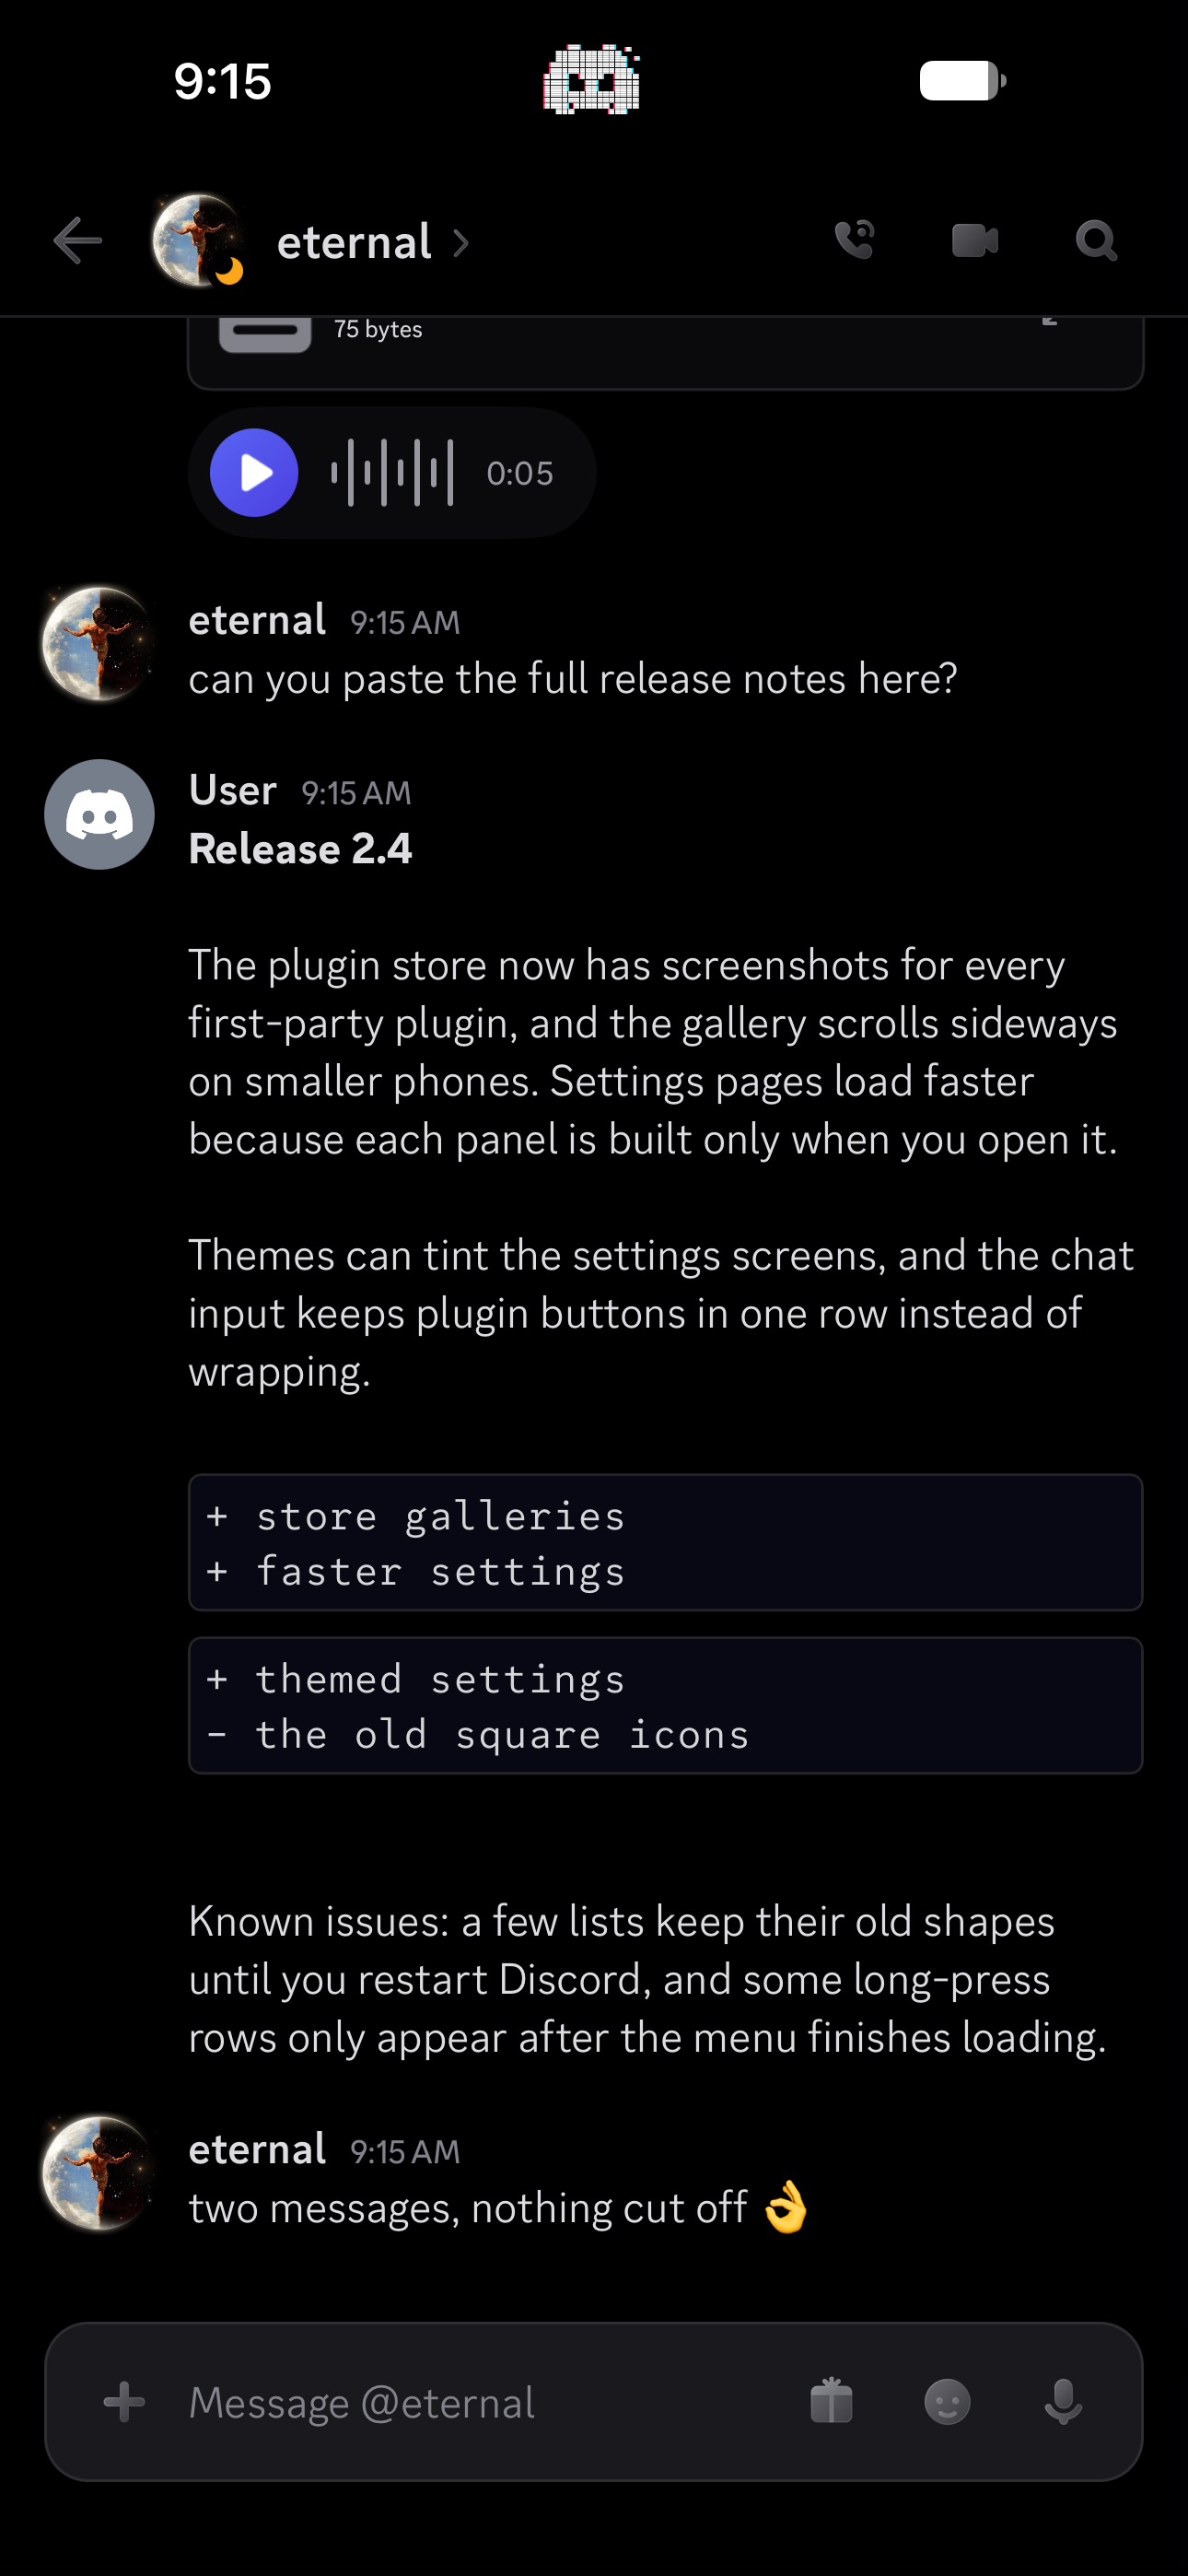 9:15
eternal
75 bytes
0:05
eternal 9:15 AM
can you paste the full release notes here?
User 9:15 AM
Release 2.4
The plugin store now has screenshots for every
first-party plugin, and the gallery scrolls sideways
on smaller phones. Settings pages load faster
because each panel is built only when you open it.
Themes can tint the settings screens, and the chat
input keeps plugin buttons in one row instead of
wrapping.
+ store galleries
+ faster settings
+ themed settings
- the old square icons
Known issues: a few lists keep their old shapes
until you restart Discord, and some long-press
rows only appear after the menu finishes loading.
eternal 9:15 AM
two messages, nothing cut off 👌
Message @eternal